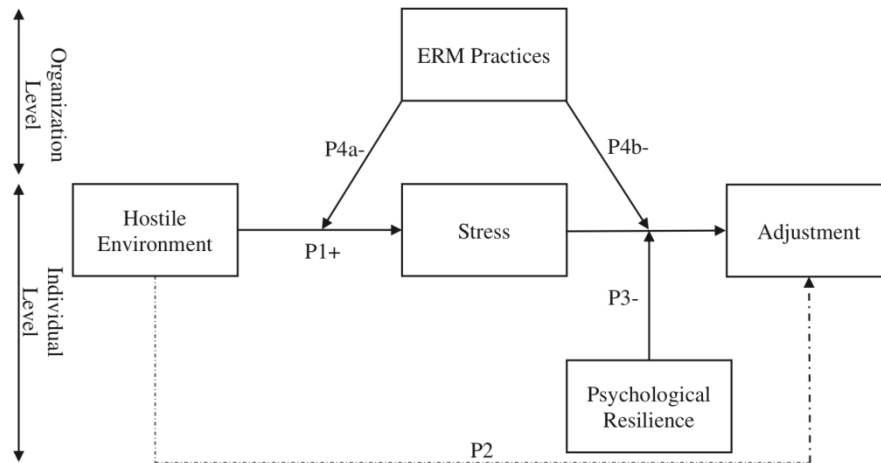 ERM Practices
Organization
Level
P4a-
P4b-
Hostile
Environment
P1+
Stress
Adjustment
Individual
Level
P3-
Psychological
Resilience
P2